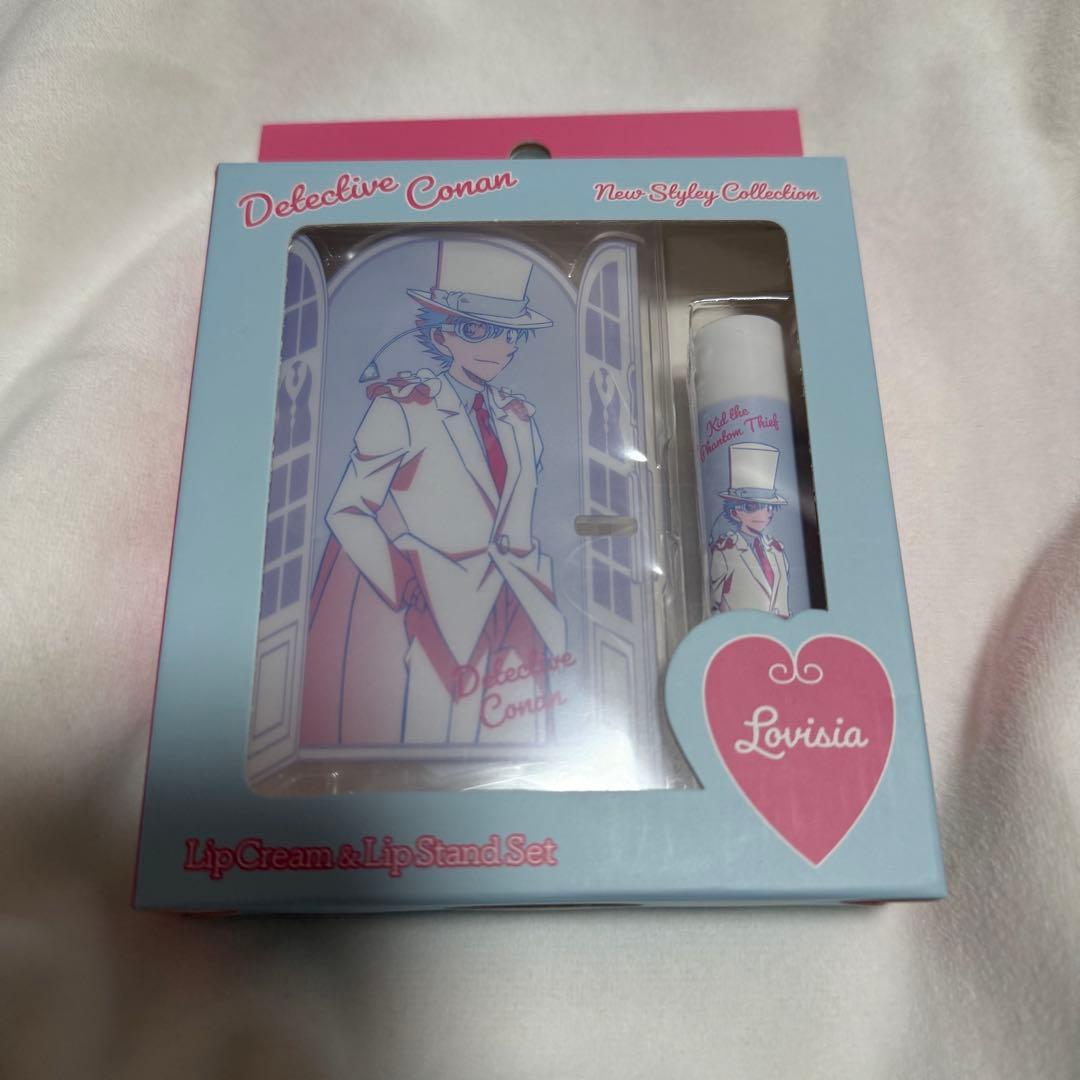 Detective Conan
New Styley Collection
Kid the
Phantom Thief
Detective
Conan
Lovisia
Lip Cream & Lip Stand Set